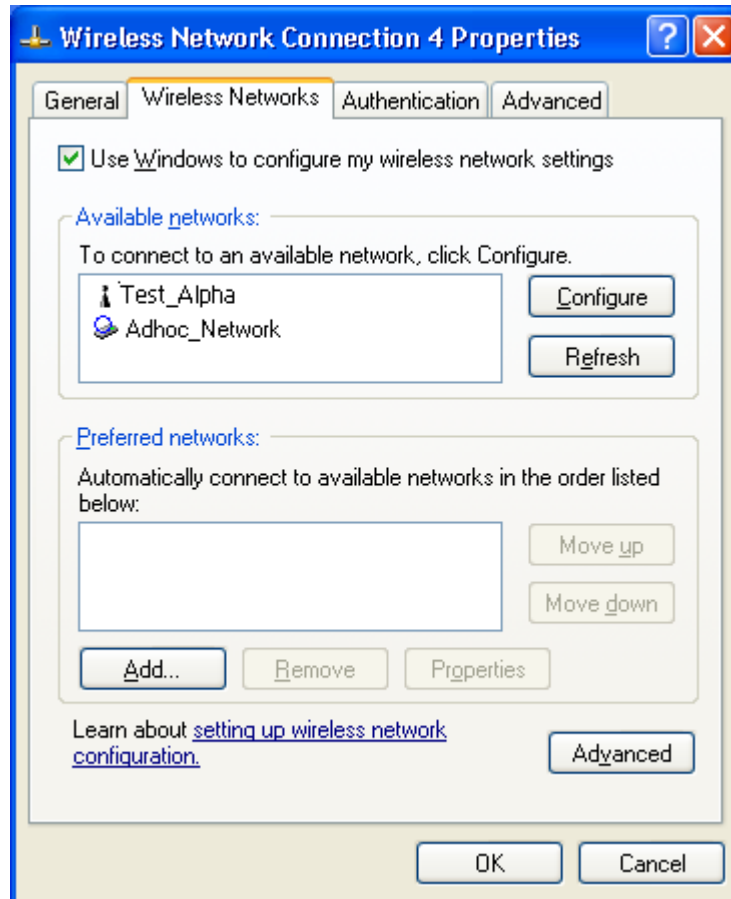 Wireless Network Connection 4 Properties
General Wireless Networks Authentication Advanced
Use Windows to configure my wireless network settings
Available networks:
To connect to an available network, click Configure.
Test_Alpha
Configure
Adhoc_Network
Refresh
Preferred networks:
Automatically connect to available networks in the order listed
below:
Move up
Move down
Add... Remove Properties
Learn about setting up wireless network
configuration.
Advanced
OK Cancel